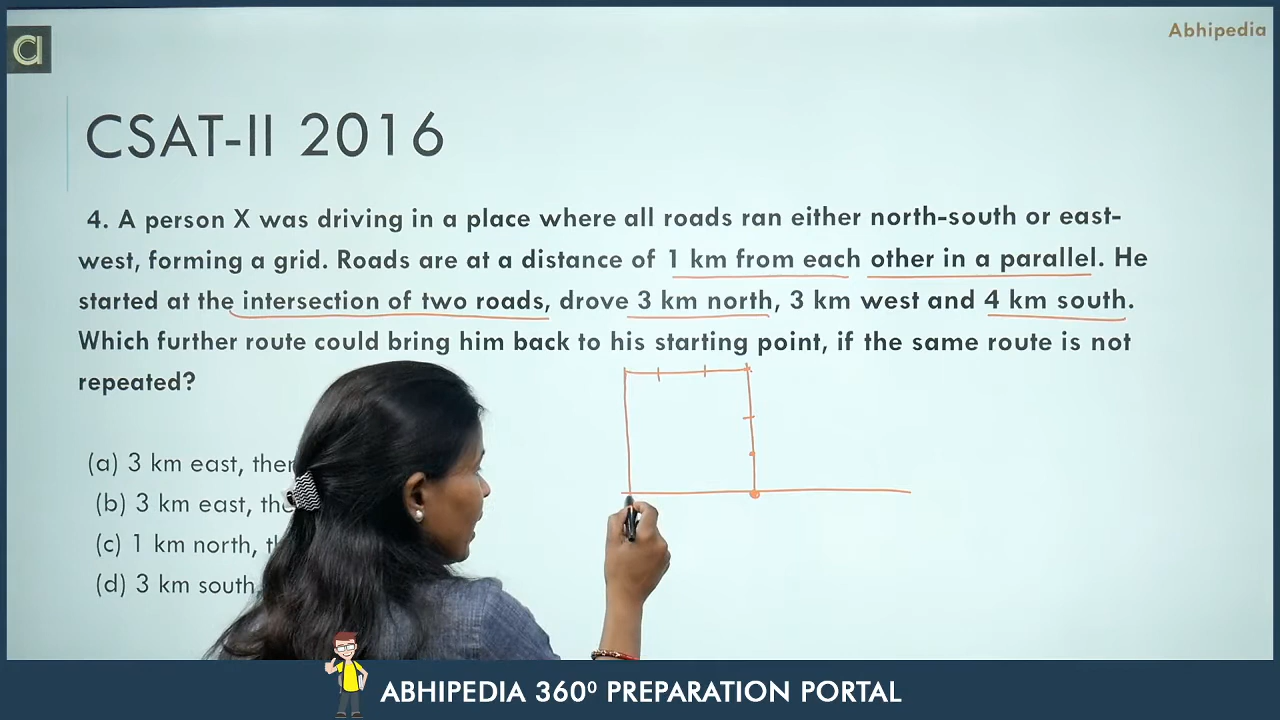 Abhipedia
a
CSAT-II 2016
4. A person X was driving in a place where all roads ran either north-south or east-
west, forming a grid. Roads are at a distance of 1 km from each other in a parallel. He
started at the intersection of two roads, drove 3 km north, 3 km west and 4 km south.
Which further route could bring him back to his starting point, if the same route is not
repeated?
(a) 3 km east,
(b) 3 km east,
(c) 1 km north,
(d) 3 km south,
ABHIPEDIA 360⁰ PREPARATION PORTAL